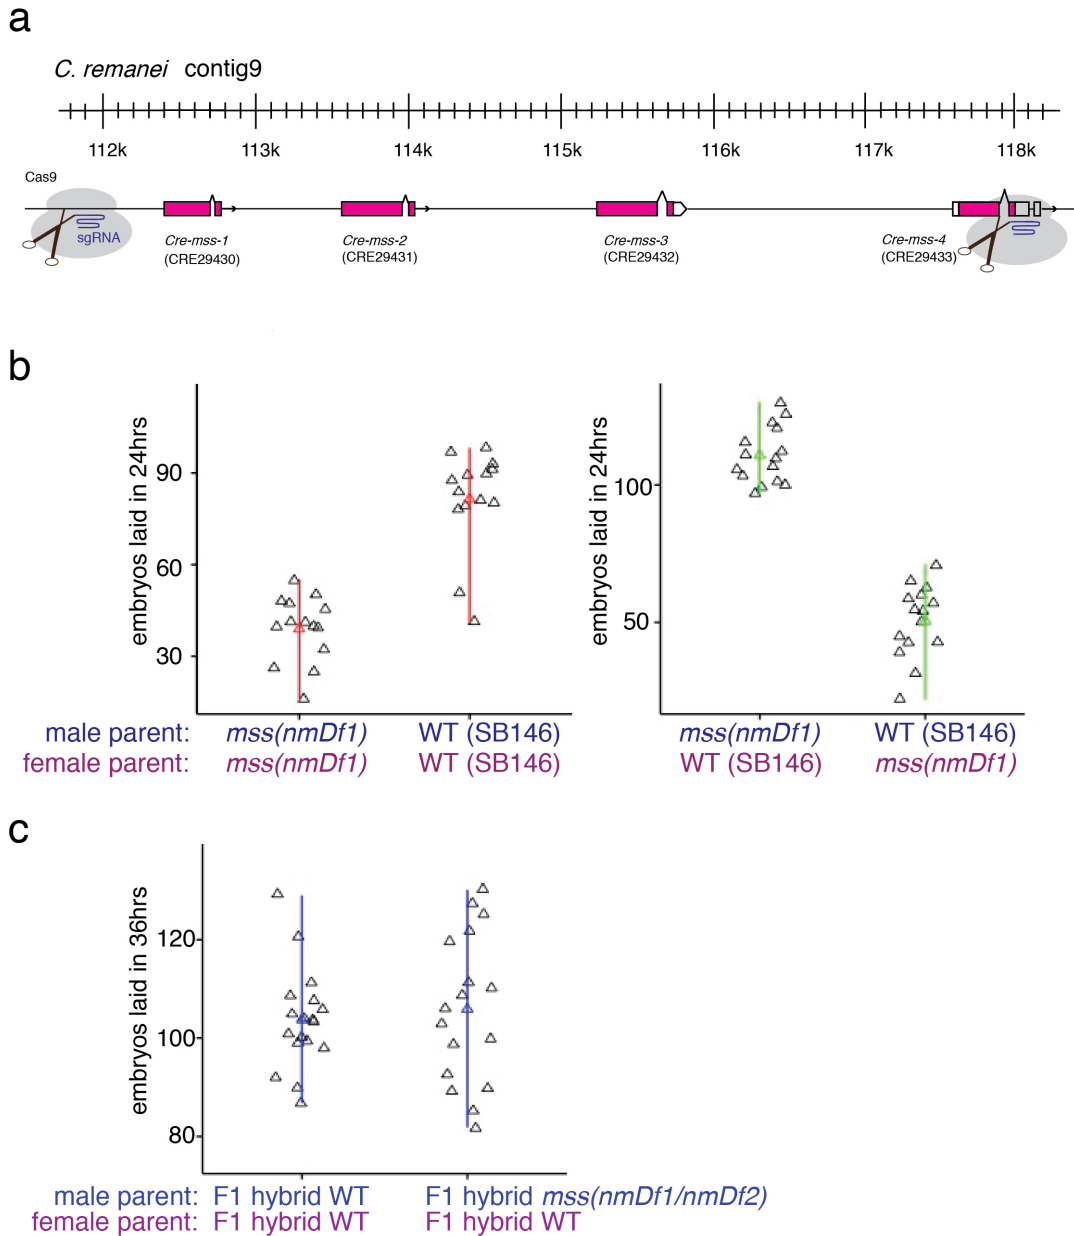 a
C. remanei contig9
112k 113k 114k 115k 116k 117k 118k
Cas9
sgRNA
Cre-mss-1 Cre-mss-2 Cre-mss-3 Cre-mss-4
(CRE29430) (CRE29431) (CRE29432) (CRE29433)
b
embryos laid in 24hrs
90
60
30
male parent: mss(nmDf1) WT (SB146)
female parent: mss(nmDf1) WT (SB146)
embryos laid in 24hrs
100
50
mss(nmDf1) WT (SB146)
WT (SB146) mss(nmDf1)
c
embryos laid in 36hrs
120
100
80
male parent: F1 hybrid WT F1 hybrid mss(nmDf1/nmDf2)
female parent: F1 hybrid WT F1 hybrid WT